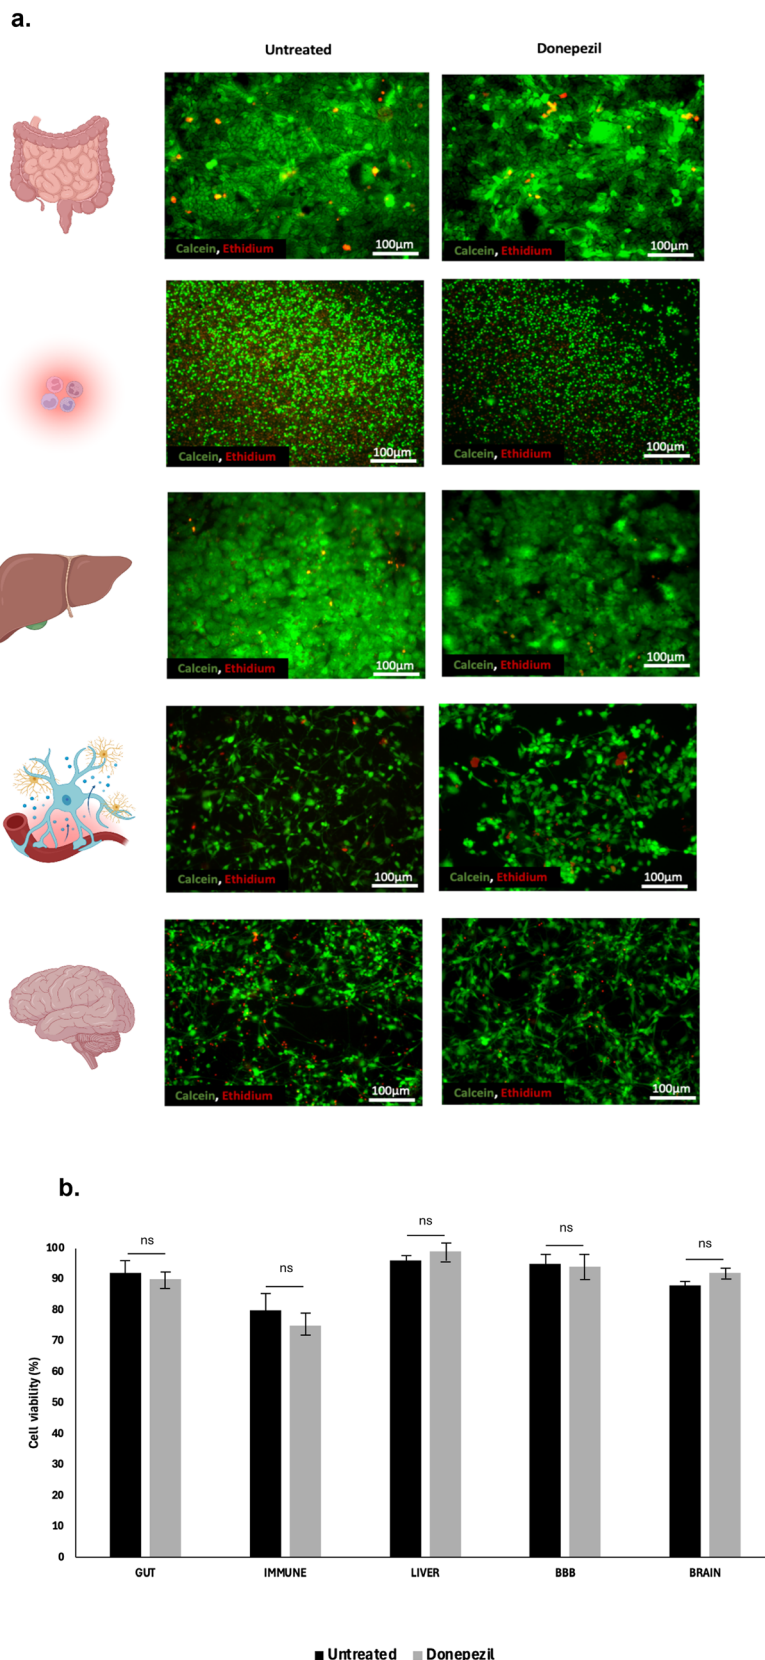 a.
Untreated Donepezil
Calcein, Ethidium 100µm Calcein, Ethidium 100µm
Calcein, Ethidium 100µm Calcein, Ethidium 100µm
Calcein, Ethidium 100µm Calcein, Ethidium 100µm
Calcein, Ethidium 100µm Calcein, Ethidium 100µm
Calcein, Ethidium 100µm Calcein, Ethidium 100µm
b.
ns ns ns ns ns
Cell viability (%)
100
90
80
70
60
50
40
30
20
10
0
GUT IMMUNE LIVER BBB BRAIN
Untreated Donepezil